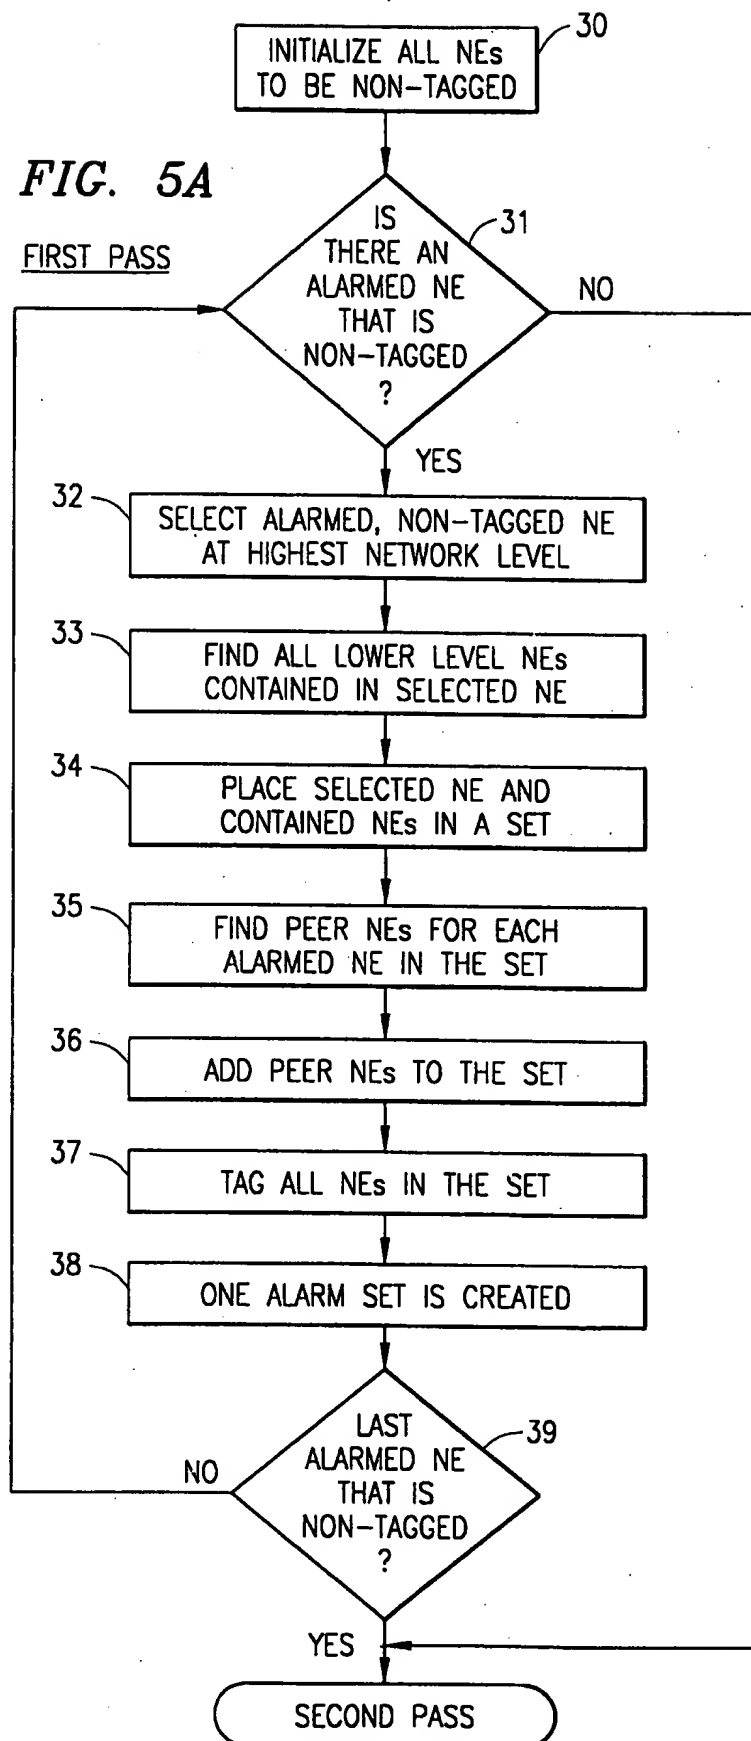 30
INITIALIZE ALL NEs
TO BE NON-TAGGED
FIG. 5A
FIRST PASS
31
IS
THERE AN
ALARMED NE
THAT IS
NON-TAGGED
?
NO
YES
32
SELECT ALARMED, NON-TAGGED NE
AT HIGHEST NETWORK LEVEL
33
FIND ALL LOWER LEVEL NEs
CONTAINED IN SELECTED NE
34
PLACE SELECTED NE AND
CONTAINED NEs IN A SET
35
FIND PEER NEs FOR EACH
ALARMED NE IN THE SET
36
ADD PEER NEs TO THE SET
37
TAG ALL NEs IN THE SET
38
ONE ALARM SET IS CREATED
39
LAST
ALARMED NE
THAT IS
NON-TAGGED
?
NO
YES
SECOND PASS